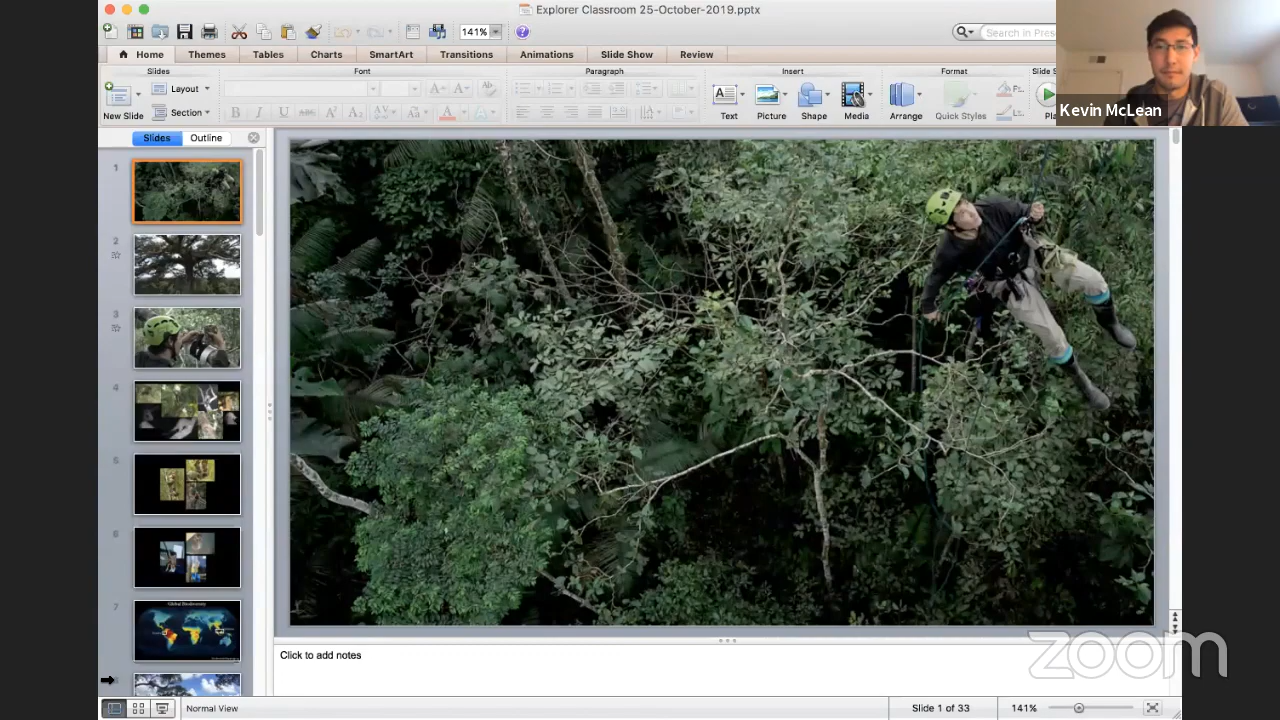 Explorer Classroom 25-October-2019.pptx
141%
Search in Pres
Home Themes Tables Charts SmartArt Transitions Animations Slide Show Review
Slides Font Paragraph Insert Format Slide S
New Slide Layout Section
Text Picture Shape Media Arrange Quick Styles
Kevin McLean
Slides Outline
1
2
3
4
5
6
7
Global Biodiversity
Click to add notes
zoom
Normal View Slide 1 of 33 141%